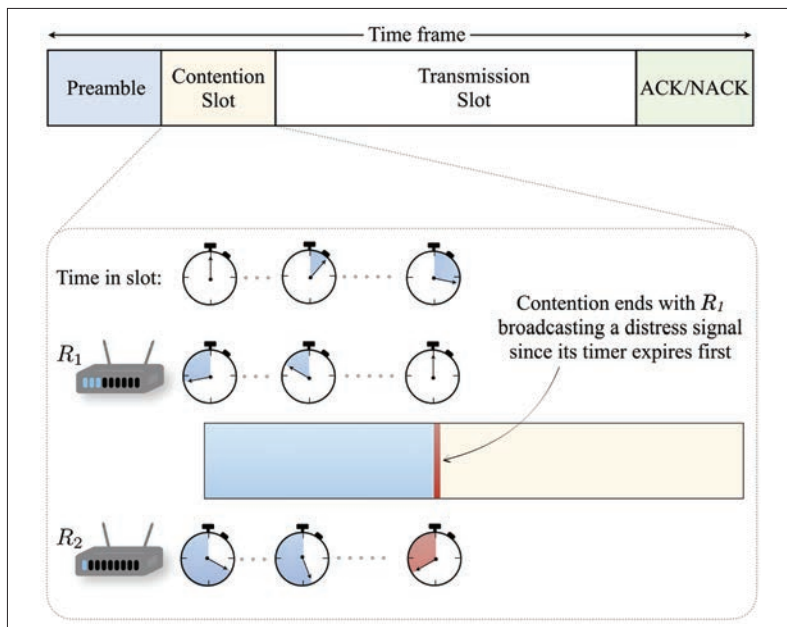 Time frame
Preamble
Contention
Slot
Transmission
Slot
ACK/NACK
Time in slot:
Contention ends with R₁
broadcasting a distress signal
since its timer expires first
R₁
R₂